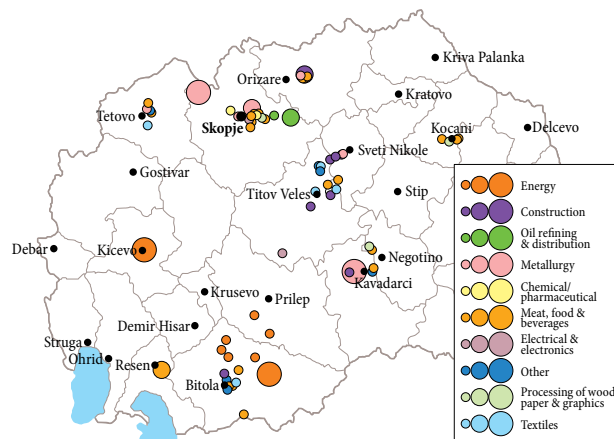 Kriva Palanka
Orizare
Kratovo
Tetovo
Skopje
Kocani
Delcevo
Sveti Nikole
Gostivar
Titov Veles
Stip
Debar
Kicevo
Negotino
Kavadarci
Krusevo
Prilep
Demir Hisar
Struga
Ohrid
Resen
Bitola
Energy
Construction
Oil refining
& distribution
Metallurgy
Chemical/
pharmaceutical
Meat, food &
beverages
Electrical &
electronics
Other
Processing of wood
paper & graphics
Textiles